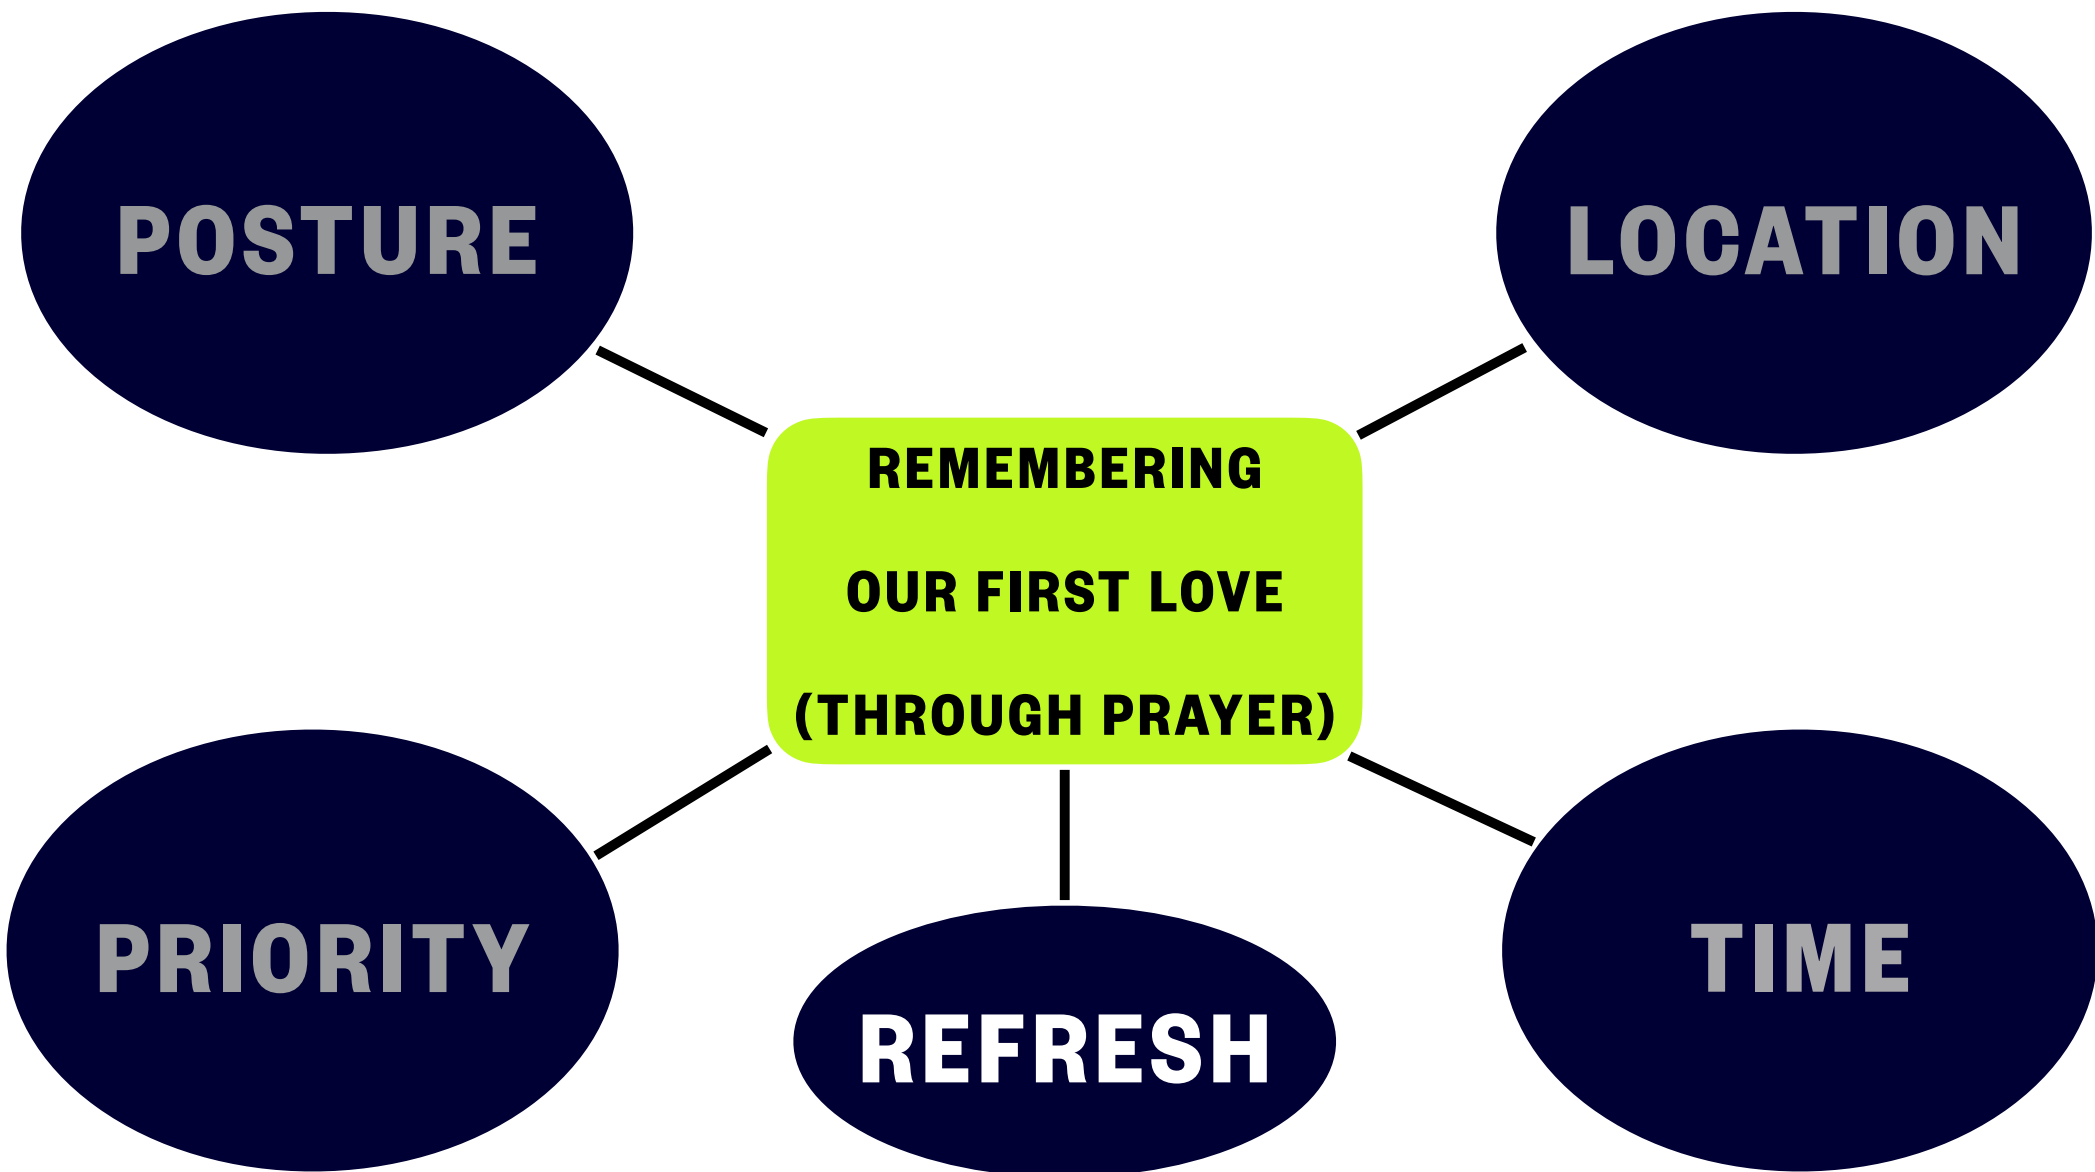 POSTURE
LOCATION
REMEMBERING
OUR FIRST LOVE
(THROUGH PRAYER)
PRIORITY
TIME
REFRESH